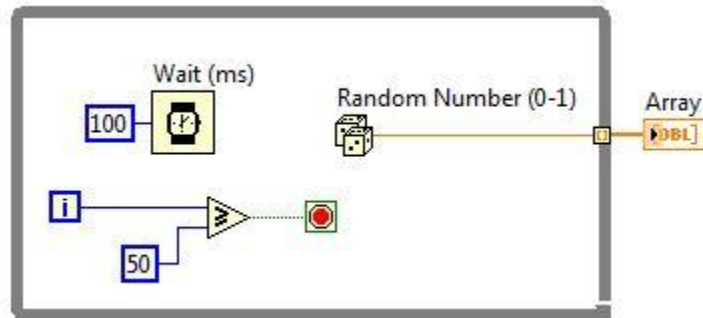 Wait (ms)
100
Random Number (0-1)
Array
DBL]
i
≥
50